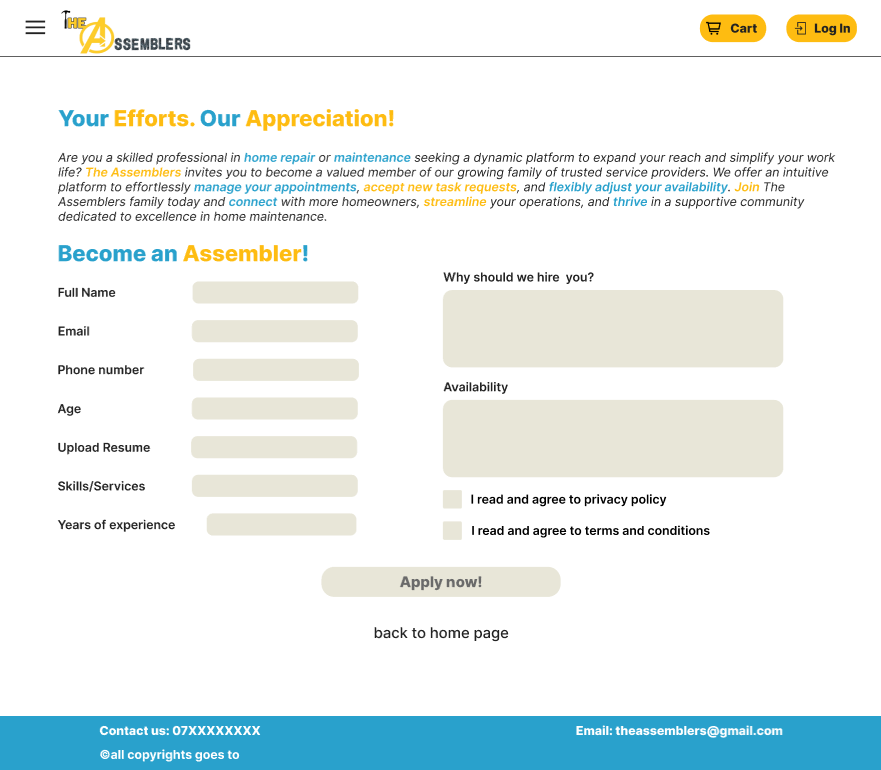 THE ASSEMBLERS
Cart
Log In
Your Efforts. Our Appreciation!
Are you a skilled professional in home repair or maintenance seeking a dynamic platform to expand your reach and simplify your work
life? The Assemblers invites you to become a valued member of our growing family of trusted service providers. We offer an intuitive
platform to effortlessly manage your appointments, accept new task requests, and flexibly adjust your availability. Join The
Assemblers family today and connect with more homeowners, streamline your operations, and thrive in a supportive community
dedicated to excellence in home maintenance.
Become an Assembler!
Full Name
Email
Phone number
Age
Upload Resume
Skills/Services
Years of experience
Why should we hire  you?
Availability
I read and agree to privacy policy
I read and agree to terms and conditions
Apply now!
back to home page
Contact us: 07XXXXXXXX
Email: theassemblers@gmail.com
©all copyrights goes to